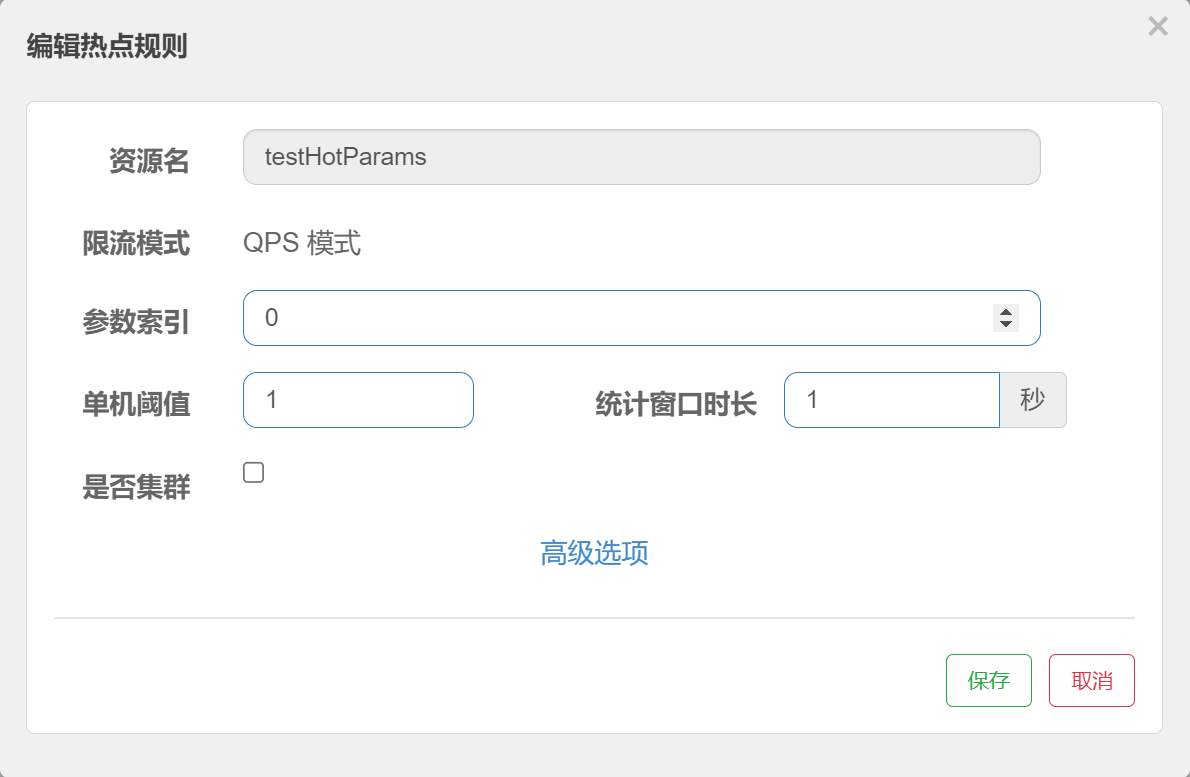 编辑热点规则
×
资源名 testHotParams
限流模式 QPS 模式
参数索引 0
单机阈值 1 统计窗口时长 1 秒
是否集群
高级选项
保存 取消